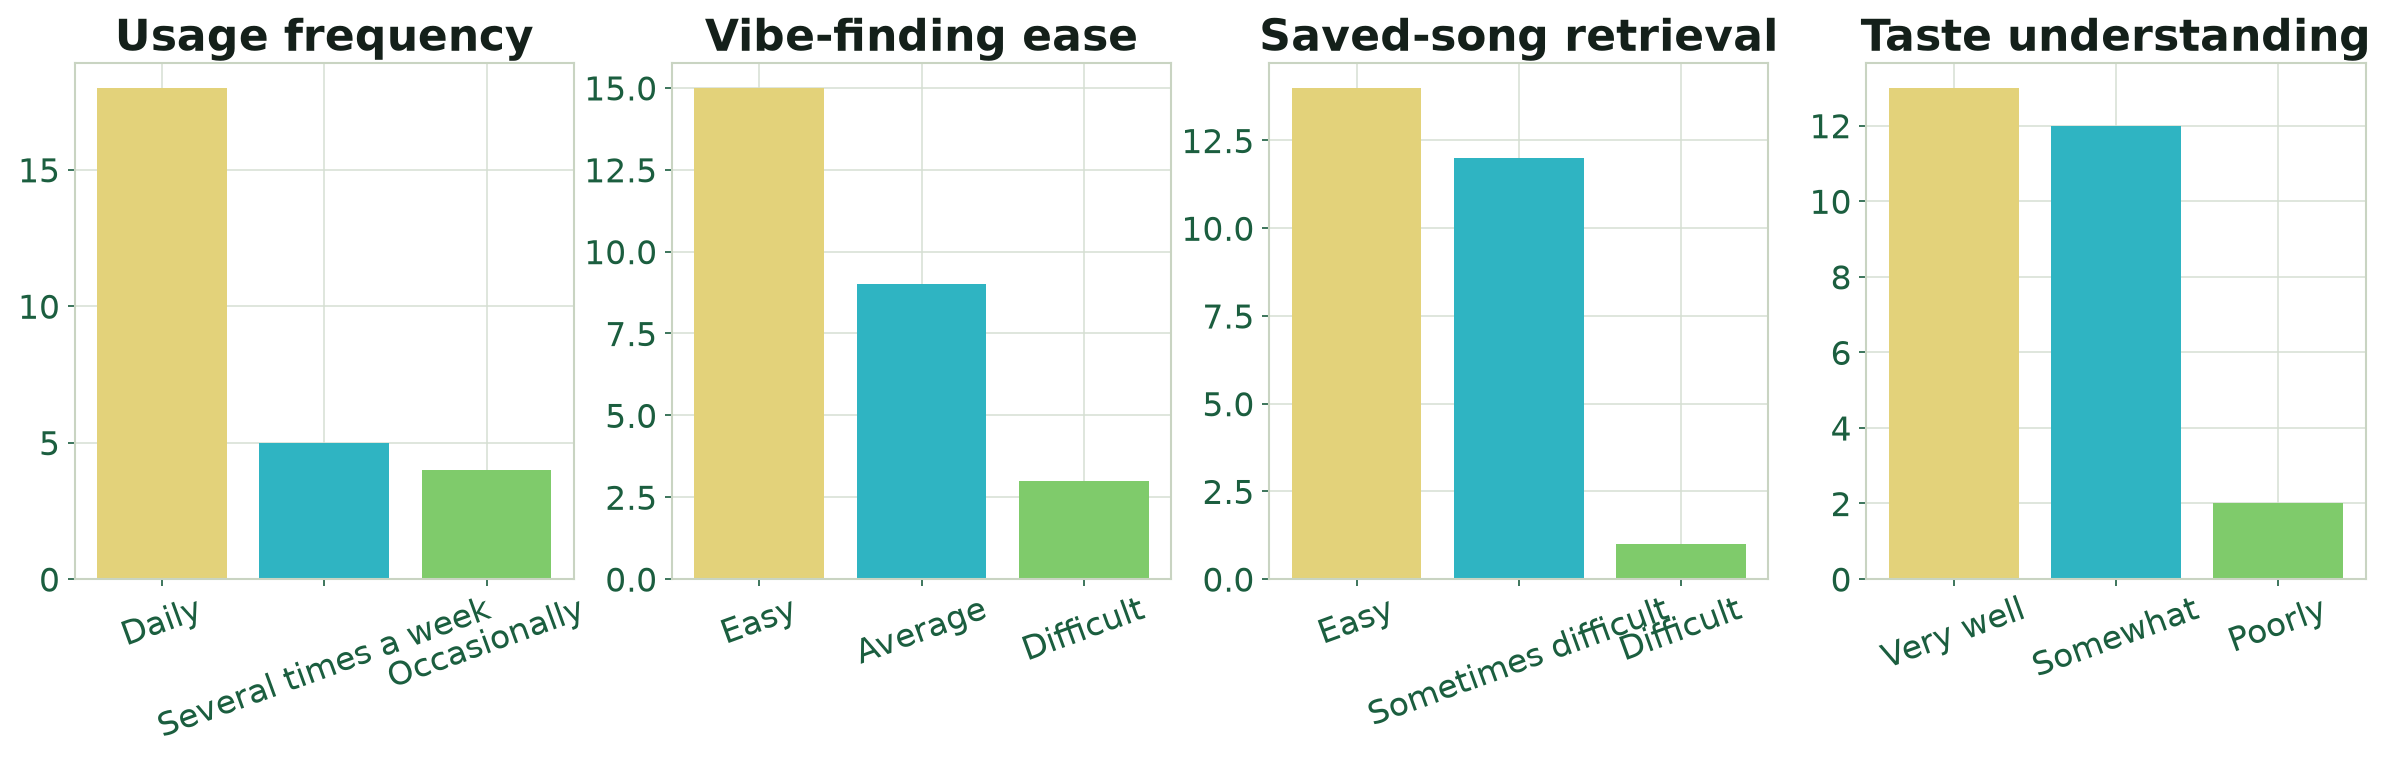 Usage frequency
15
10
5
0
Daily
Several times a week
Occasionally
Vibe-finding ease
15.0
12.5
10.0
7.5
5.0
2.5
0.0
Easy
Average
Difficult
Saved-song retrieval
12.5
10.0
7.5
5.0
2.5
0.0
Easy
Sometimes difficult
Difficult
Taste understanding
12
10
8
6
4
2
0
Very well
Somewhat
Poorly